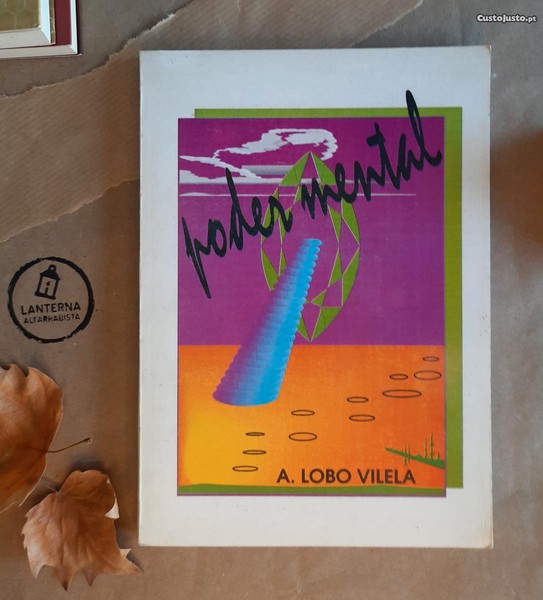 CustoJusto.pt
poder mental
LANTERNA
ALFARRABISTA
A. LOBO VILELA